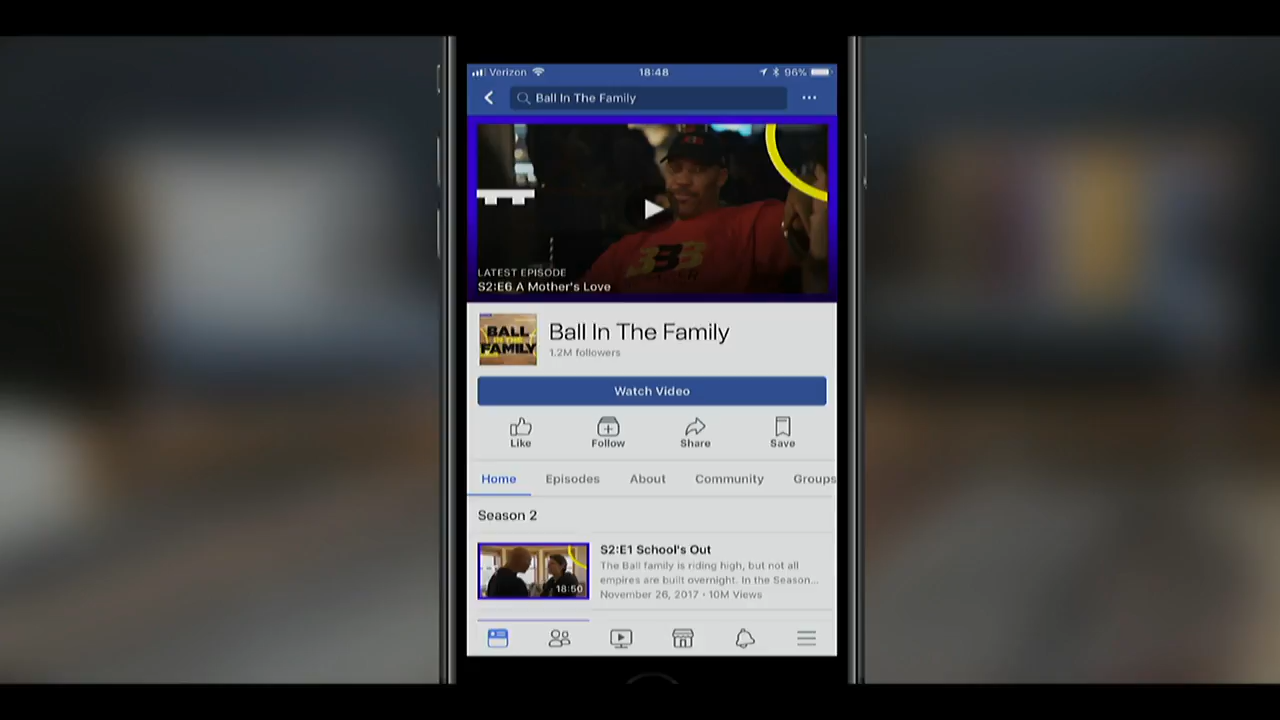 Verizon 18:48 96%
Ball In The Family
LATEST EPISODE
S2:E6 A Mother's Love
BALL
IN THE
FAMILY
Ball In The Family
1.2M followers
Watch Video
Like Follow Share Save
Home Episodes About Community Groups
Season 2
S2:E1 School's Out
The Ball family is riding high, but not all
empires are built overnight. In the Season...
November 26, 2017 · 10M Views
18:50